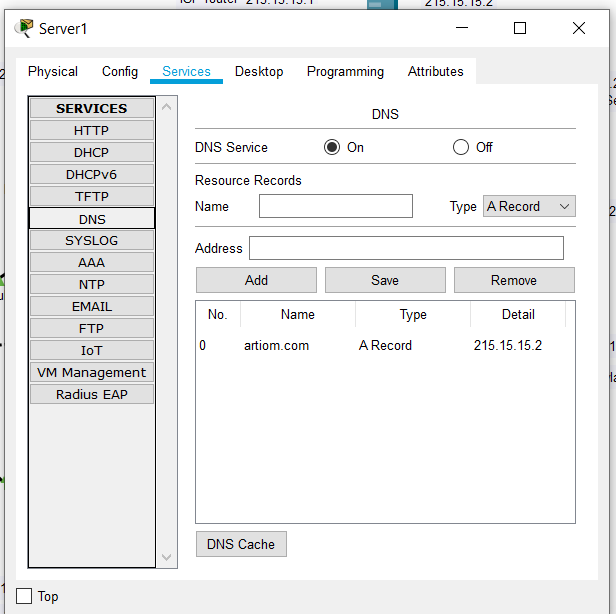 215.15.15.1
215.15.15.2
Server1
Physical Config Services Desktop Programming Attributes
SERVICES
HTTP
DHCP
DHCPv6
TFTP
DNS
SYSLOG
AAA
NTP
EMAIL
FTP
IoT
VM Management
Radius EAP
DNS
DNS Service On Off
Resource Records
Name Type A Record
Address
Add Save Remove
No. Name Type Detail
0 artiom.com A Record 215.15.15.2
DNS Cache
Top